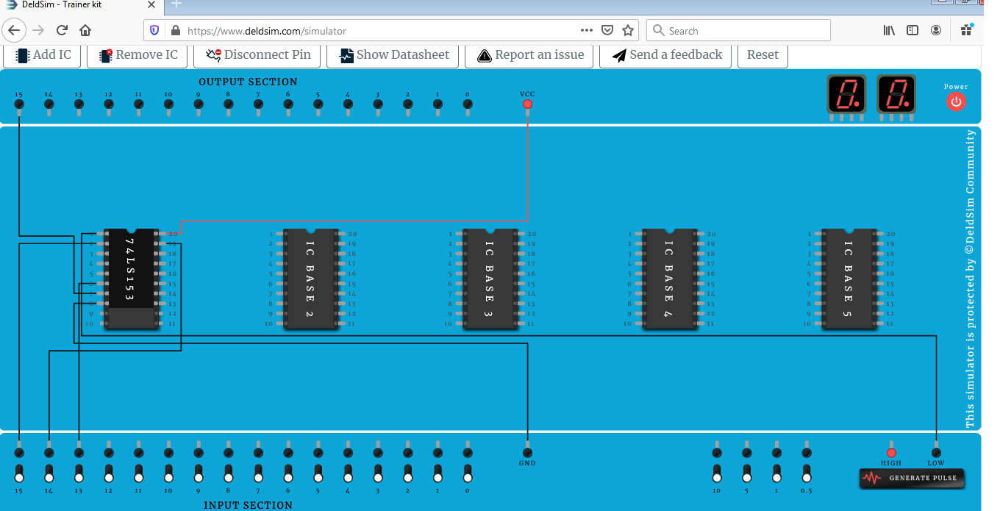 DeldSim - Trainer kit
https://www.deldsim.com/simulator
Search
Add IC
Remove IC
Disconnect Pin
Show Datasheet
Report an issue
Send a feedback
Reset
OUTPUT SECTION
15 14 13 12 11 10 9 8 7 6 5 4 3 2 1 0 VCC
8. 8.
Power
This simulator is protected by ©DeldSim Community
74LS153
3 4 5 6 7 8 9 10
20 19 18 17 16 15 14 13 12 11
IC BASE 2
1 2 3 4 5 6 7 8 9 10
20 19 18 17 16 15 14 13 12 11
IC BASE 3
1 2 3 4 5 6 7 8 9 10
20 19 18 17 16 15 14 13 12 11
IC BASE 4
1 2 3 4 5 6 7 8 9 10
20 19 18 17 16 15 14 13 12 11
IC BASE 5
1 2 3 4 5 6 7 8 9 10
20 19 18 17 16 15 14 13 12 11
GND
HIGH LOW
GENERATE PULSE
15 14 13 12 11 10 9 8 7 6 5 4 3 2 1 0
10 5 1 0.5
INPUT SECTION